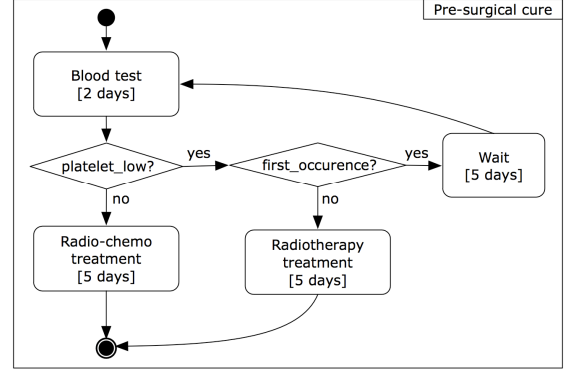 Pre-surgical cure
Blood test
[2 days]
platelet_low?
yes
first_occurence?
yes
Wait
[5 days]
no
no
Radio-chemo
treatment
[5 days]
Radiotherapy
treatment
[5 days]